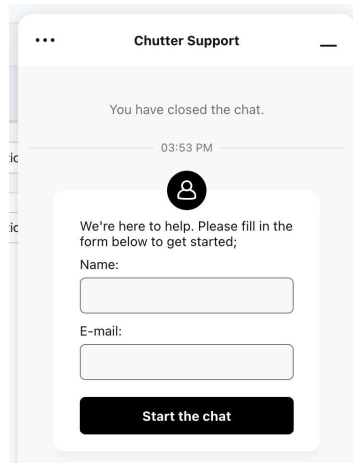 Chutter Support
You have closed the chat.
03:53 PM
We're here to help. Please fill in the
form below to get started;
Name:
E-mail:
Start the chat